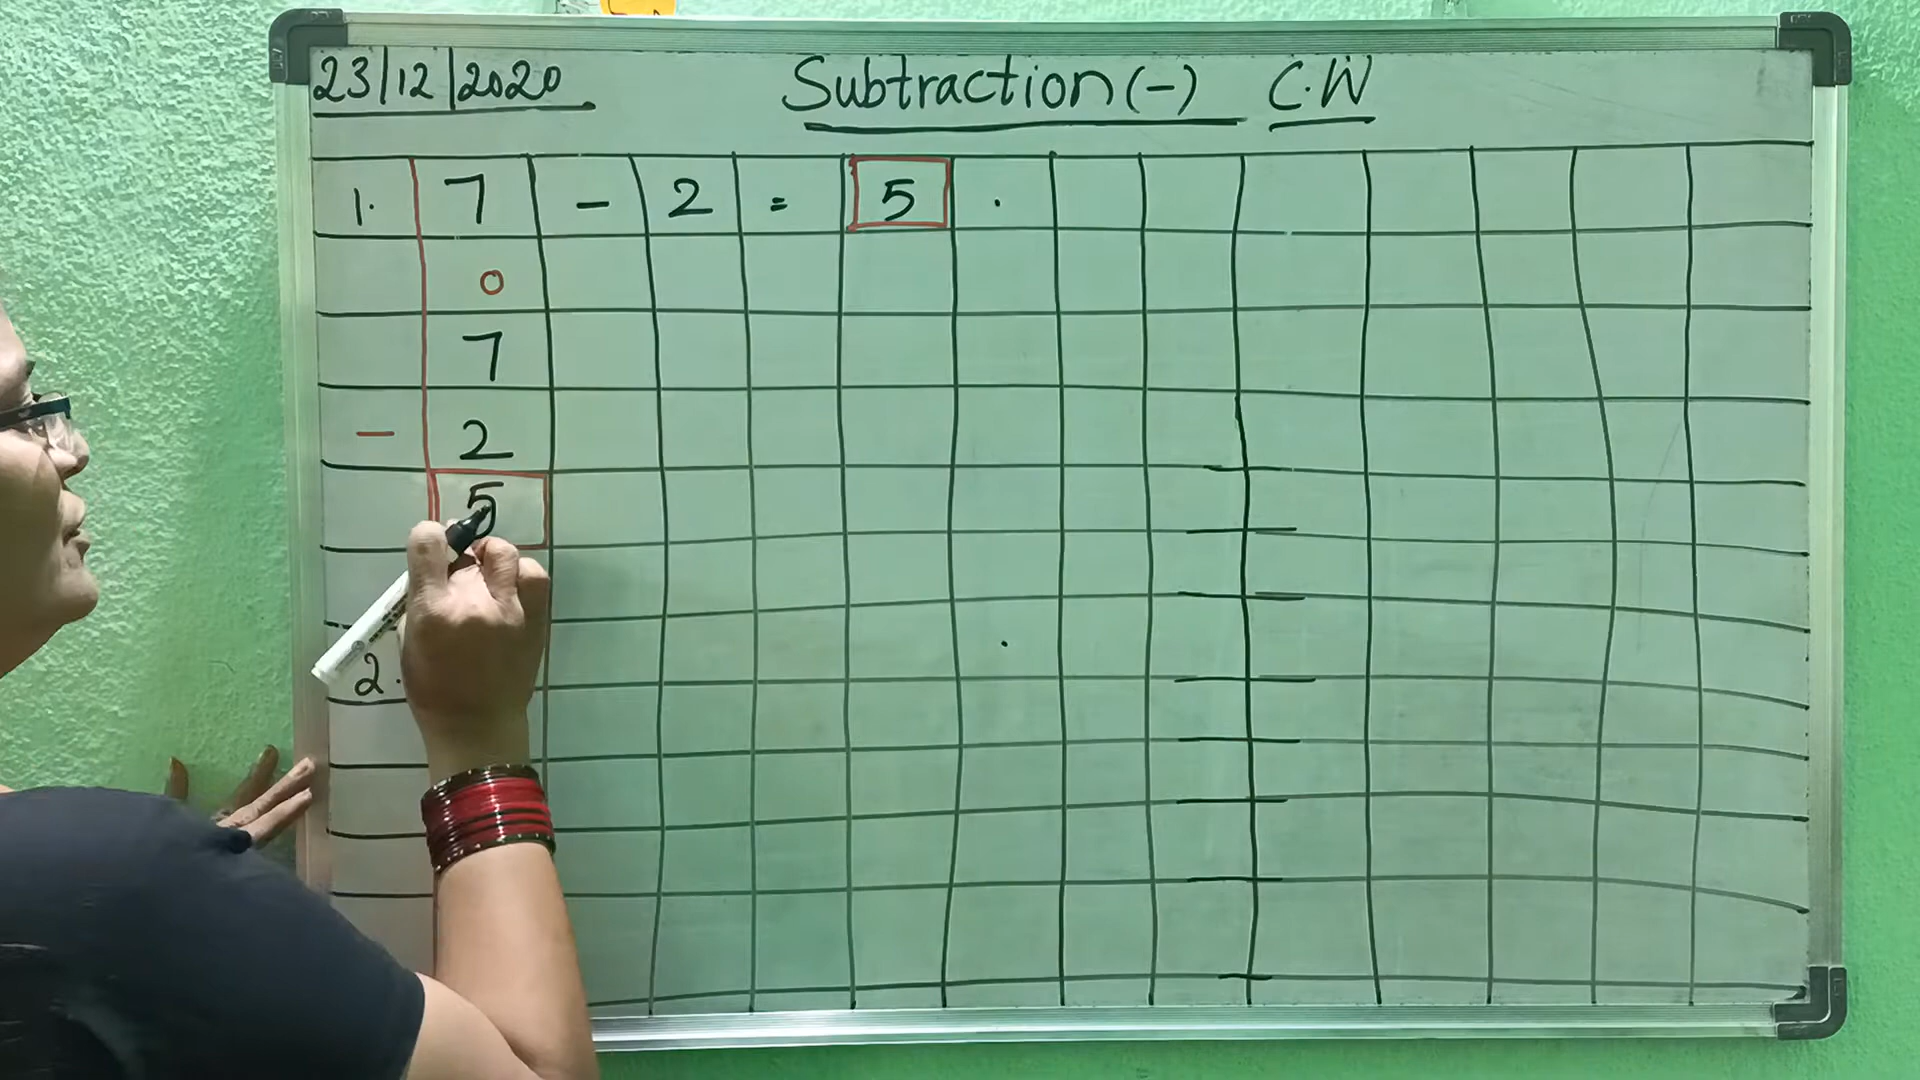 23/12/2020 Subtraction (-) C.W
1. 7 - 2 = 5 .
0
7
- 2
5
2.